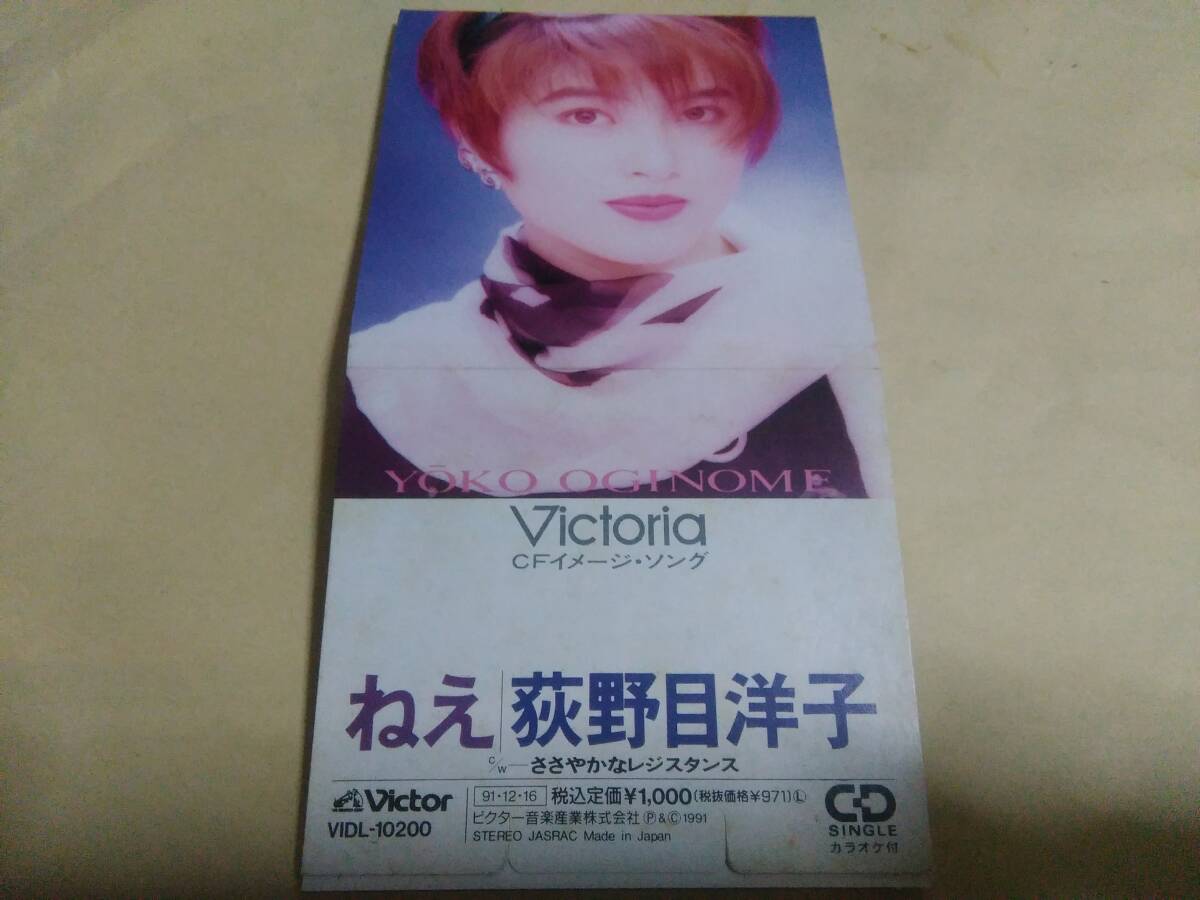 YŌKO OGINOME
Victoria
CFイメージ・ソング
ねえ 荻野目洋子
c/w—ささやかなレジスタンス
Victor
VIDL-10200
91・12・16 税込定価¥1,000(税抜価格¥971)Ⓛ
ビクター音楽産業株式会社 Ⓟ&Ⓒ1991
STEREO JASRAC Made in Japan
CD
SINGLE
カラオケ付